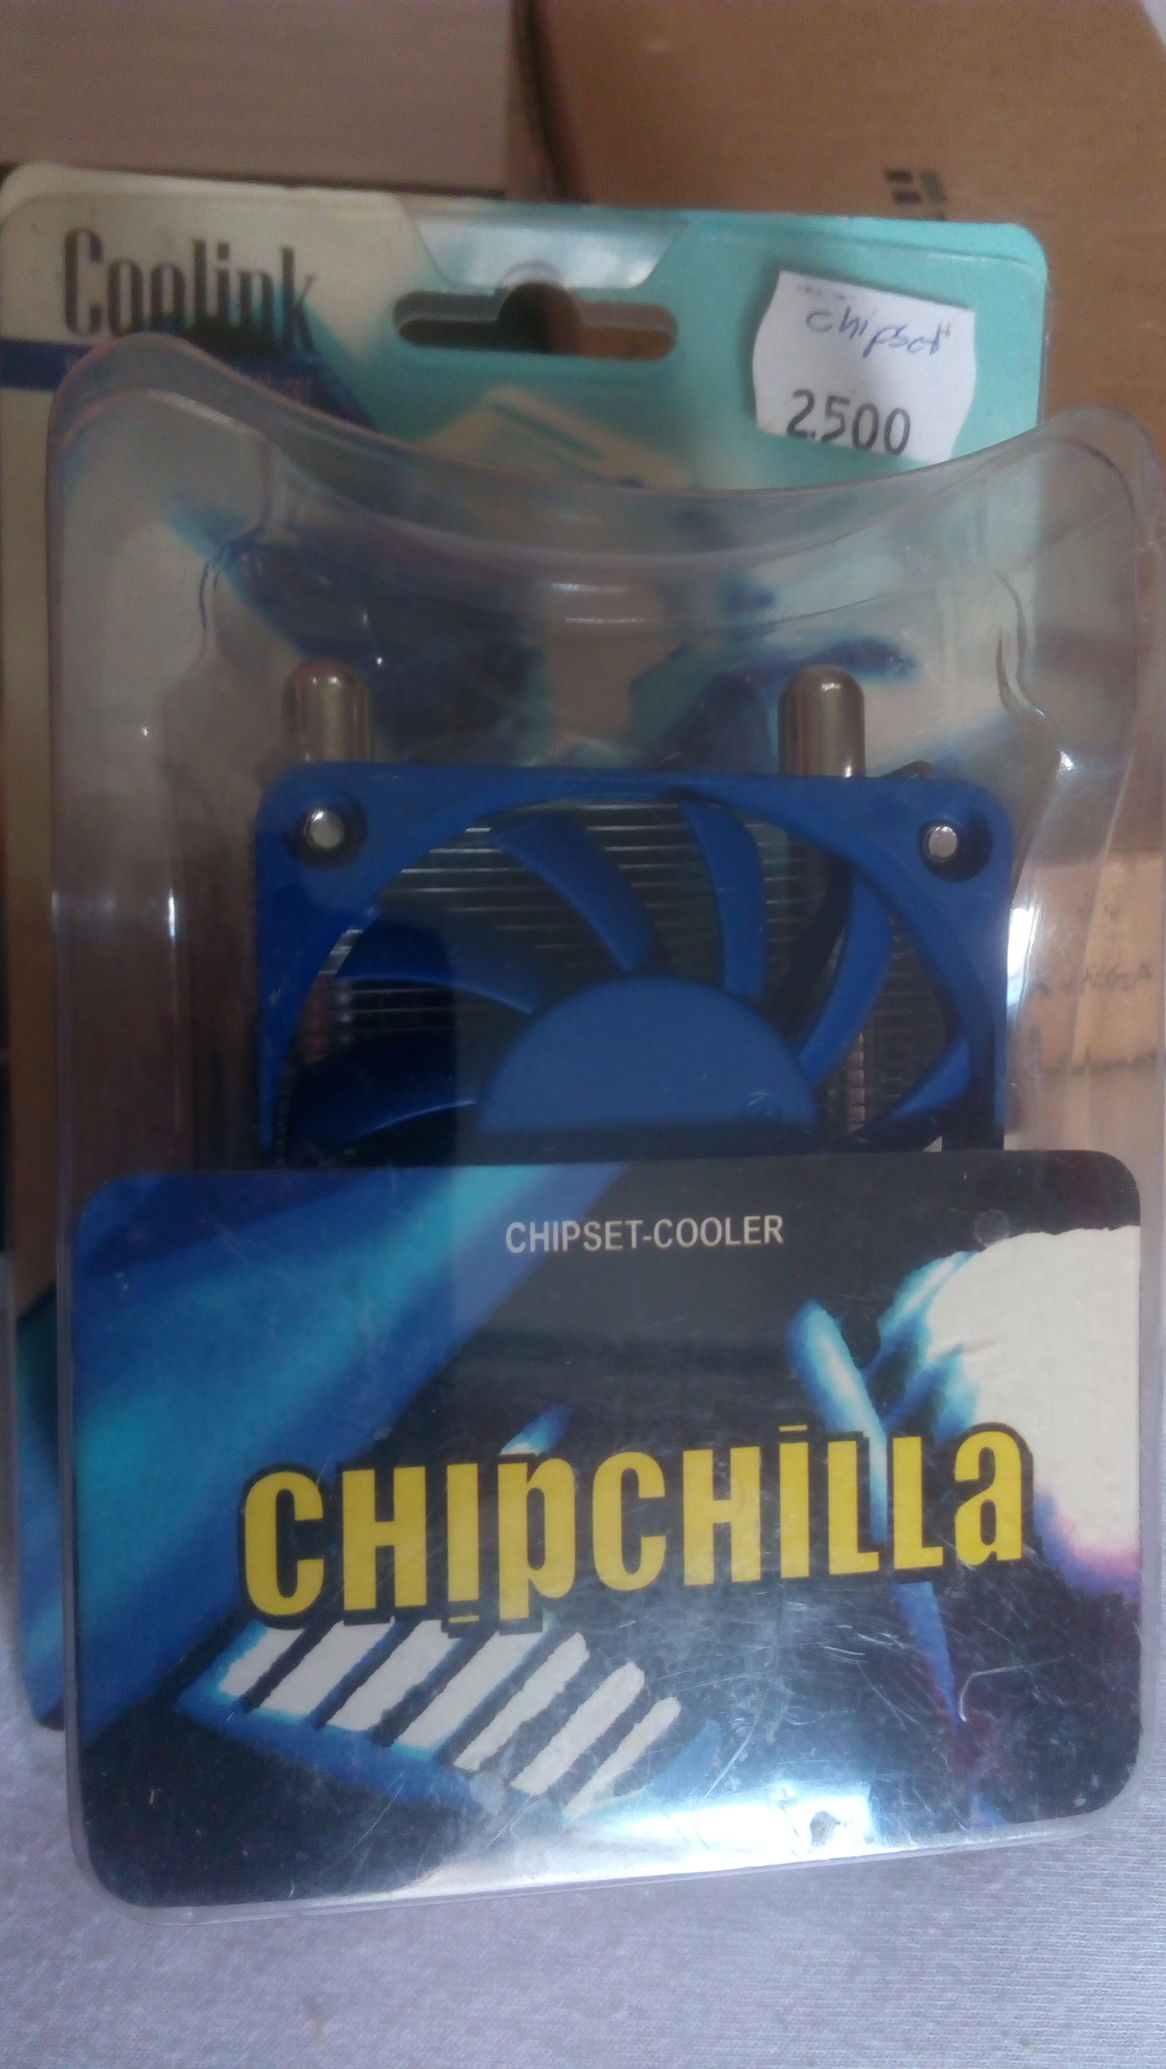 Coolink
chipset
2500
CHIPSET-COOLER
CHIPCHILLA